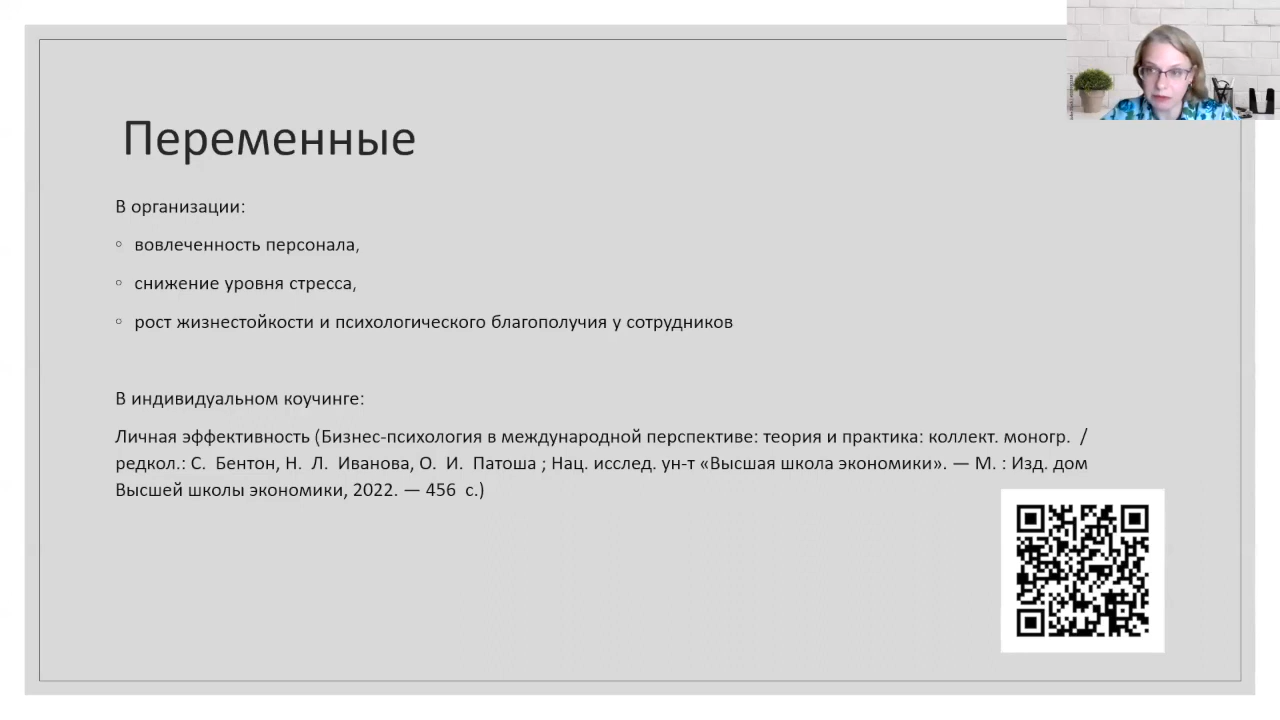 Переменные
В организации:
◦ вовлеченность персонала,
◦ снижение уровня стресса,
◦ рост жизнестойкости и психологического благополучия у сотрудников
В индивидуальном коучинге:
Личная эффективность (Бизнес-психология в международной перспективе: теория и практика: коллект. моногр. /
редкол.: С. Бентон, Н. Л. Иванова, О. И. Патоша ; Нац. исслед. ун-т «Высшая школа экономики». — М. : Изд. дом
Высшей школы экономики, 2022. — 456 с.)